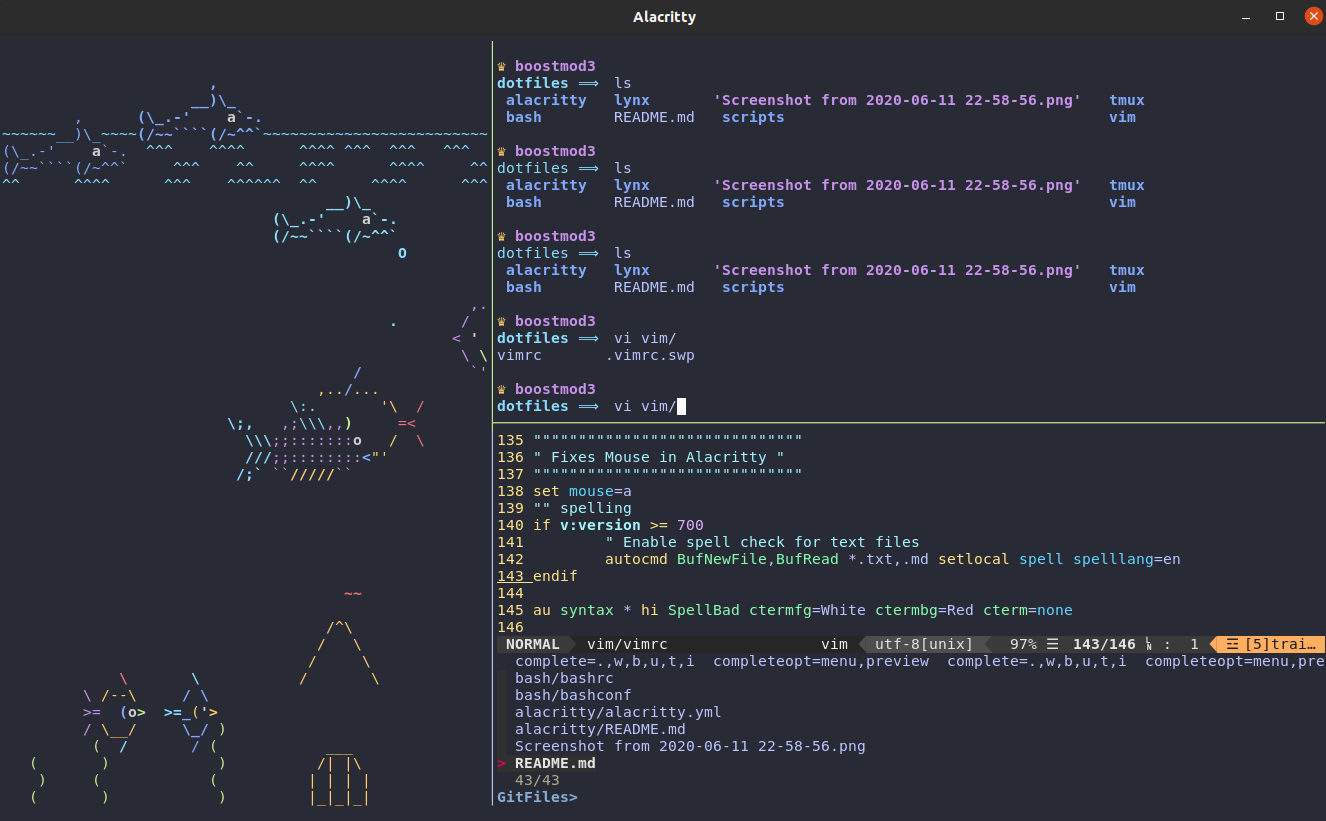 Alacritty
♛ boostmod3
dotfiles ⟹ ls
alacritty lynx 'Screenshot from 2020-06-11 22-58-56.png' tmux
bash README.md scripts vim
♛ boostmod3
dotfiles ⟹ ls
alacritty lynx 'Screenshot from 2020-06-11 22-58-56.png' tmux
bash README.md scripts vim
♛ boostmod3
dotfiles ⟹ ls
alacritty lynx 'Screenshot from 2020-06-11 22-58-56.png' tmux
bash README.md scripts vim
♛ boostmod3
dotfiles ⟹ vi vim/
vimrc .vimrc.swp
♛ boostmod3
dotfiles ⟹ vi vim/
135 """"""""""""""""""""""""""""""
136 " Fixes Mouse in Alacritty "
137 """"""""""""""""""""""""""""""
138 set mouse=a
139 "" spelling
140 if v:version >= 700
141 " Enable spell check for text files
142 autocmd BufNewFile,BufRead *.txt,.md setlocal spell spelllang=en
143 endif
144
145 au syntax * hi SpellBad ctermfg=White ctermbg=Red cterm=none
146
NORMAL vim/vimrc vim utf-8[unix] 97% ☰ 143/146 ㏑ : 1 ☲ [5]trai…
complete=.,w,b,u,t,i completeopt=menu,preview complete=.,w,b,u,t,i completeopt=menu,pre
bash/bashrc
bash/bashconf
alacritty/alacritty.yml
alacritty/README.md
Screenshot from 2020-06-11 22-58-56.png
> README.md
43/43
GitFiles>